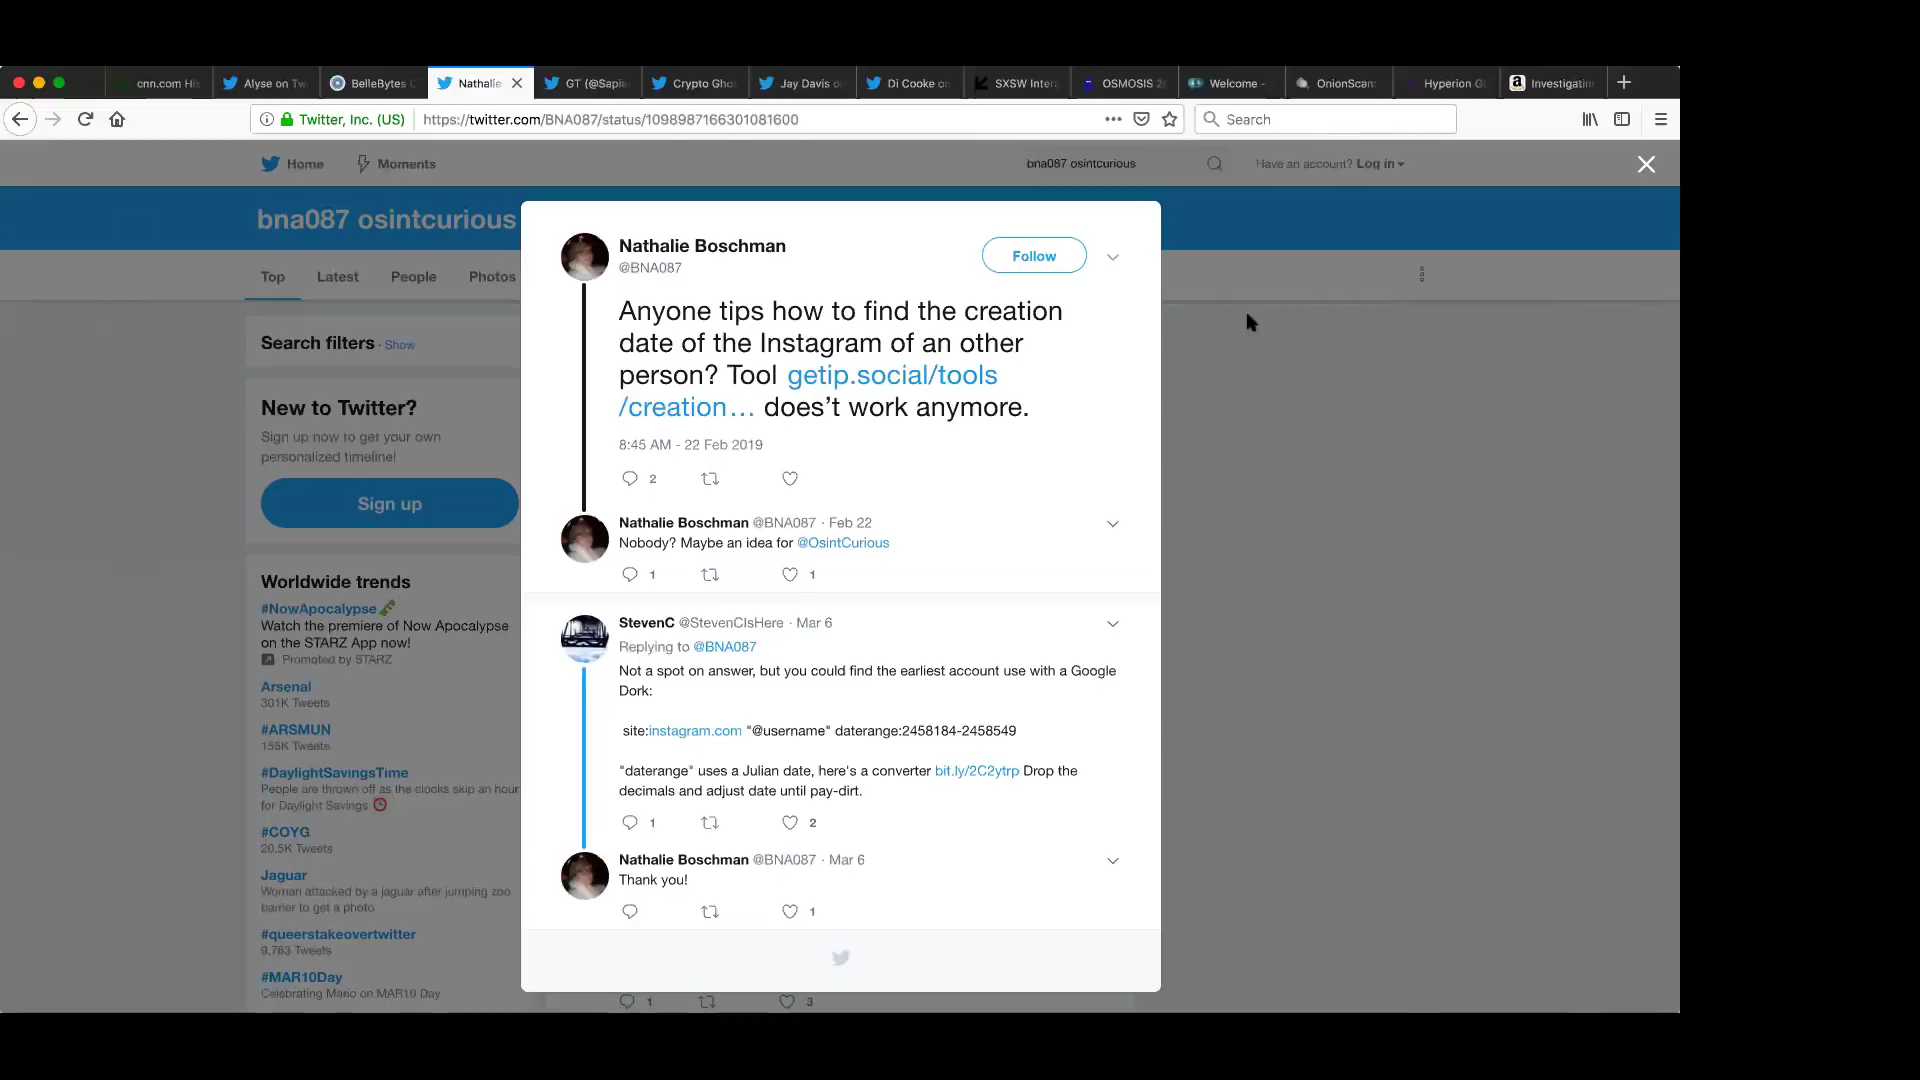 cnn.com His
Alyse on Tw
BelleBytes
Nathalie
GT (@Sapie
Crypto Gho
Jay Davis o
Di Cooke on
SXSW Inter
OSMOSIS 2
Welcome -
OnionScan:
Hyperion G
Investigatin
Twitter, Inc. (US)
https://twitter.com/BNA087/status/1098987166301081600
Search
Home
Moments
bna087 osintcurious
Have an account? Log in
bna087 osintcurious
Top
Latest
People
Photos
Search filters · Show
New to Twitter?
Sign up now to get your own
personalized timeline!
Sign up
Worldwide trends
#NowApocalypse
Watch the premiere of Now Apocalypse
on the STARZ App now!
Promoted by STARZ
Arsenal
301K Tweets
#ARSMUN
155K Tweets
#DaylightSavingsTime
People are thrown off as the clocks skip an hour
for Daylight Savings
#COYG
20.5K Tweets
Jaguar
Woman attacked by a jaguar after jumping zoo
barrier to get a photo
#queerstakeovertwitter
9,763 Tweets
#MAR10Day
Celebrating Mario on MAR10 Day
Nathalie Boschman
@BNA087
Follow
Anyone tips how to find the creation
date of the Instagram of an other
person? Tool getip.social/tools
/creation… does’t work anymore.
8:45 AM - 22 Feb 2019
2
Nathalie Boschman @BNA087 · Feb 22
Nobody? Maybe an idea for @OsintCurious
1
1
StevenC @StevenCIsHere · Mar 6
Replying to @BNA087
Not a spot on answer, but you could find the earliest account use with a Google
Dork:
site:instagram.com "@username" daterange:2458184-2458549
"daterange" uses a Julian date, here's a converter bit.ly/2C2ytrp Drop the
decimals and adjust date until pay-dirt.
1
2
Nathalie Boschman @BNA087 · Mar 6
Thank you!
1
1
3